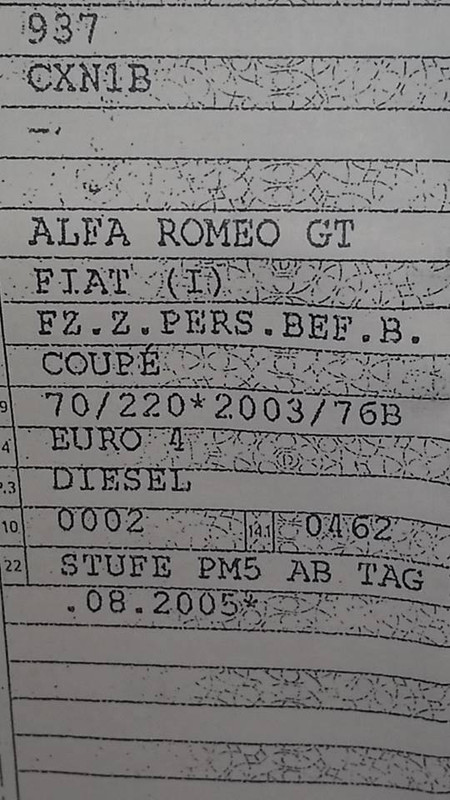 937
CXN1B
-,
ALFA ROMEO GT
FIAT (I)
FZ.Z.PERS.BEF.B.
COUPÉ
9 70/220*2003/76B
4 EURO 4
P.3 DIESEL
10 0002 14.1 0462
22 STUFE PM5 AB TAG
.08.2005*